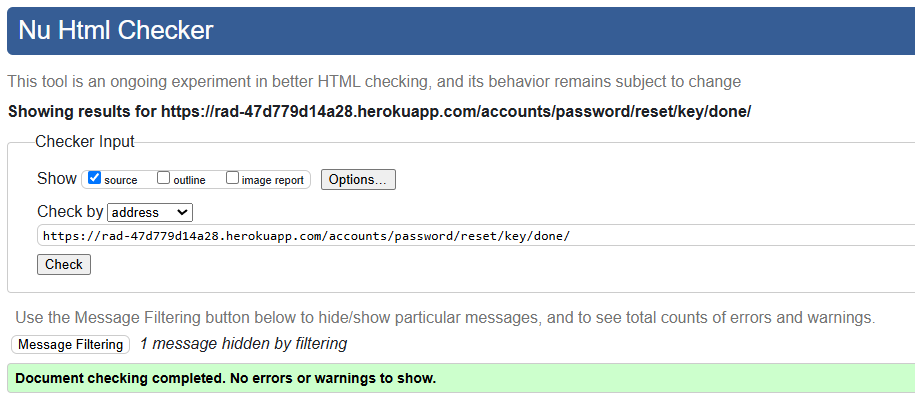 Nu Html Checker
This tool is an ongoing experiment in better HTML checking, and its behavior remains subject to change
Showing results for https://rad-47d779d14a28.herokuapp.com/accounts/password/reset/key/done/
Checker Input
Show source outline image report Options...
Check by address
https://rad-47d779d14a28.herokuapp.com/accounts/password/reset/key/done/
Check
Use the Message Filtering button below to hide/show particular messages, and to see total counts of errors and warnings.
Message Filtering 1 message hidden by filtering
Document checking completed. No errors or warnings to show.